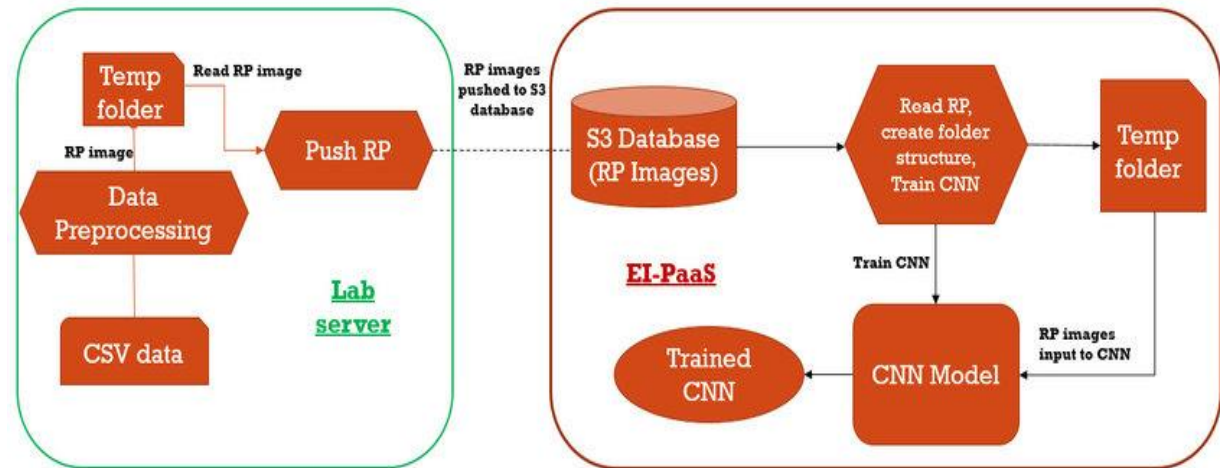 Temp
folder
Read RP image
RP image
Push RP
Data
Preprocessing
CSV data
Lab
server
RP images
pushed to S3
database
S3 Database
(RP Images)
Read RP,
create folder
structure,
Train CNN
Temp
folder
EI-PaaS
Train CNN
RP images
input to CNN
CNN Model
Trained
CNN